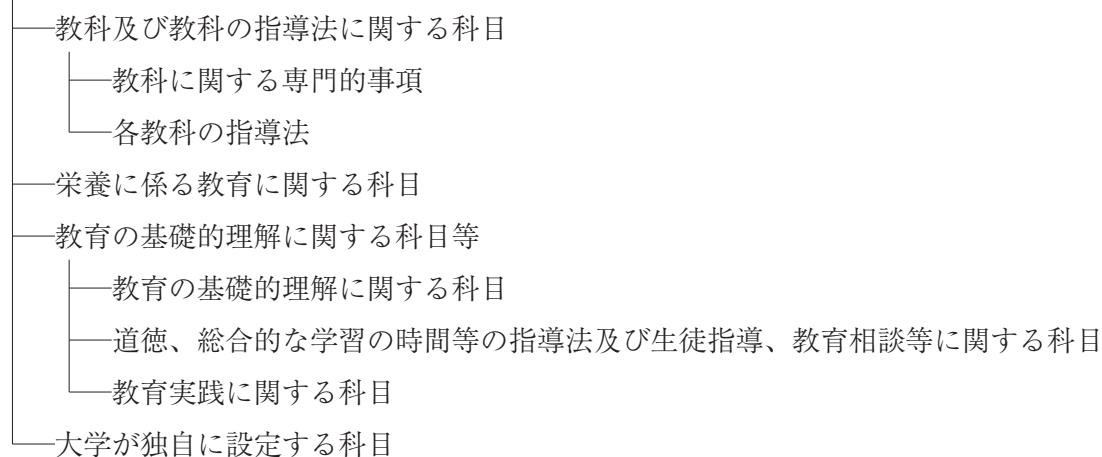 教科及び教科の指導法に関する科目
教科に関する専門的事項
各教科の指導法
栄養に係る教育に関する科目
教育の基礎的理解に関する科目等
教育の基礎的理解に関する科目
道徳、総合的な学習の時間等の指導法及び生徒指導、教育相談等に関する科目
教育実践に関する科目
大学が独自に設定する科目